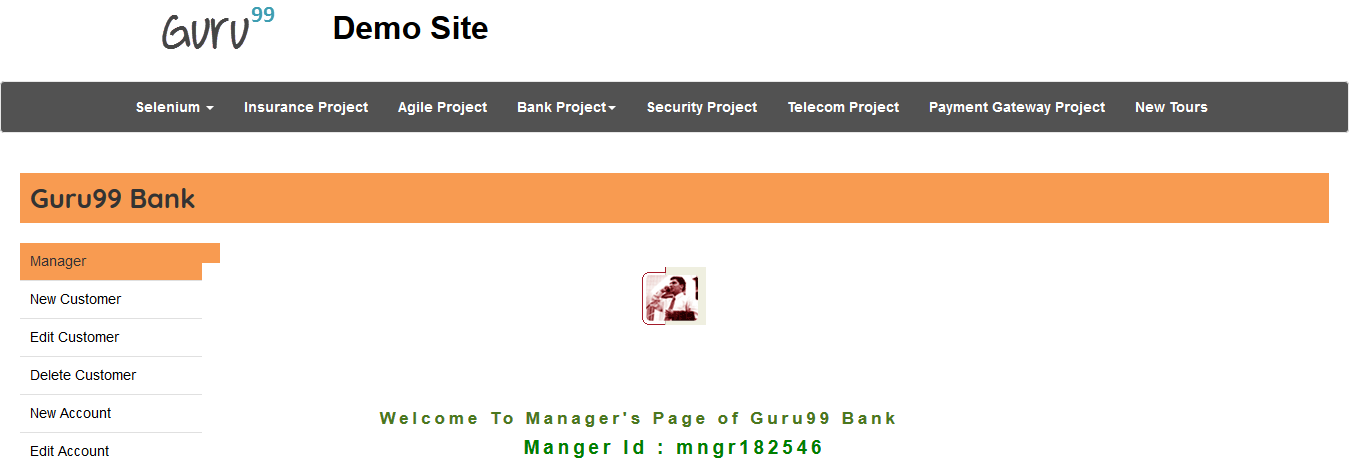 Guru99 Demo Site
Selenium Insurance Project Agile Project Bank Project Security Project Telecom Project Payment Gateway Project New Tours
Guru99 Bank
Manager
New Customer
Edit Customer
Delete Customer
New Account
Edit Account
Welcome To Manager's Page of Guru99 Bank
Manger Id : mngr182546